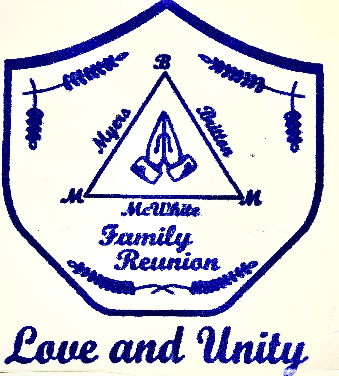 B
Myers
Britton
M
M
McWhite
Family
Reunion
Love and Unity